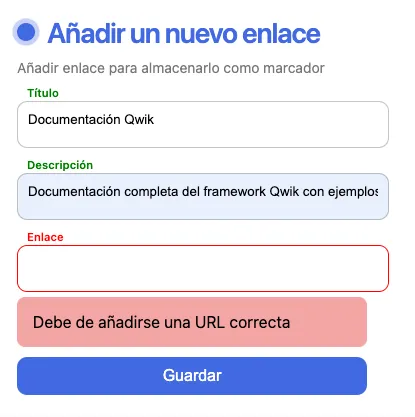 Añadir un nuevo enlace
Añadir enlace para almacenarlo como marcador
Título
Documentación Qwik
Descripción
Documentación completa del framework Qwik con ejemplos
Enlace
Debe de añadirse una URL correcta
Guardar